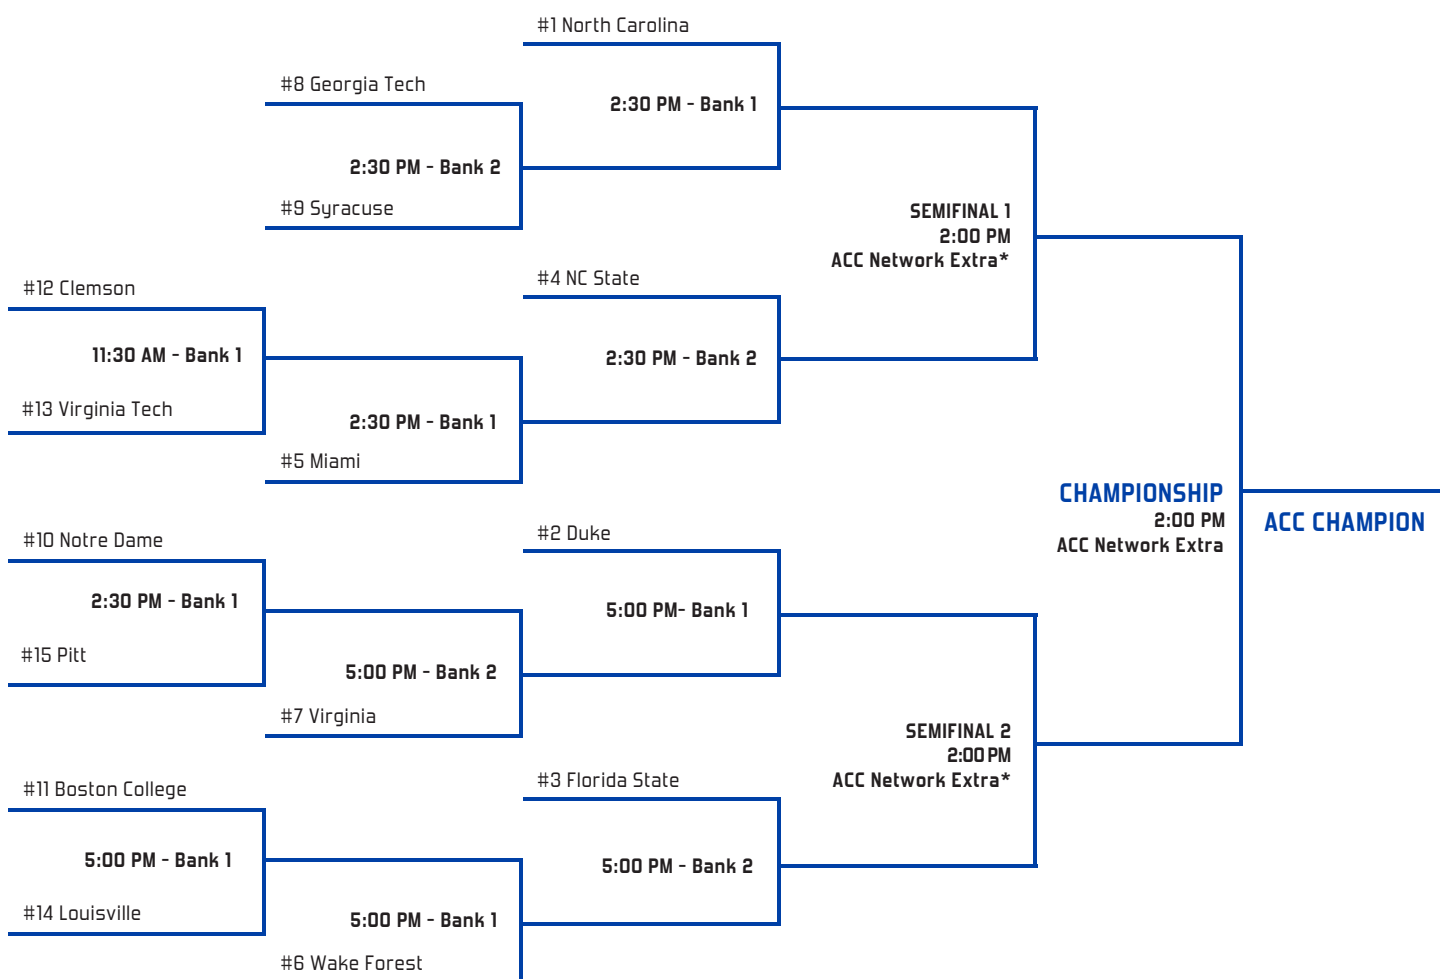 #1 North Carolina
#8 Georgia Tech
2:30 PM - Bank 1
2:30 PM - Bank 2
#9 Syracuse
SEMIFINAL 1
2:00 PM
ACC Network Extra*
#12 Clemson
#4 NC State
11:30 AM - Bank 1
2:30 PM - Bank 2
#13 Virginia Tech
2:30 PM - Bank 1
#5 Miami
CHAMPIONSHIP
2:00 PM
ACC Network Extra
ACC CHAMPION
#10 Notre Dame
#2 Duke
2:30 PM - Bank 1
5:00 PM- Bank 1
#15 Pitt
5:00 PM - Bank 2
#7 Virginia
SEMIFINAL 2
2:00 PM
ACC Network Extra*
#11 Boston College
#3 Florida State
5:00 PM - Bank 1
5:00 PM - Bank 2
#14 Louisville
5:00 PM - Bank 1
#6 Wake Forest